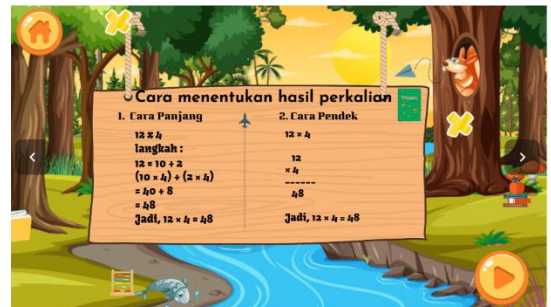 Cara menentukan hasil perkalian
1. Cara Panjang
12 x 4
langkah :
12 = 10 + 2
(10 × 4) + (2 × 4)
= 40 + 8
= 48
Jadi, 12 × 4 = 48
2. Cara Pendek
12 × 4
12
× 4
------
48
Jadi, 12 × 4 = 48